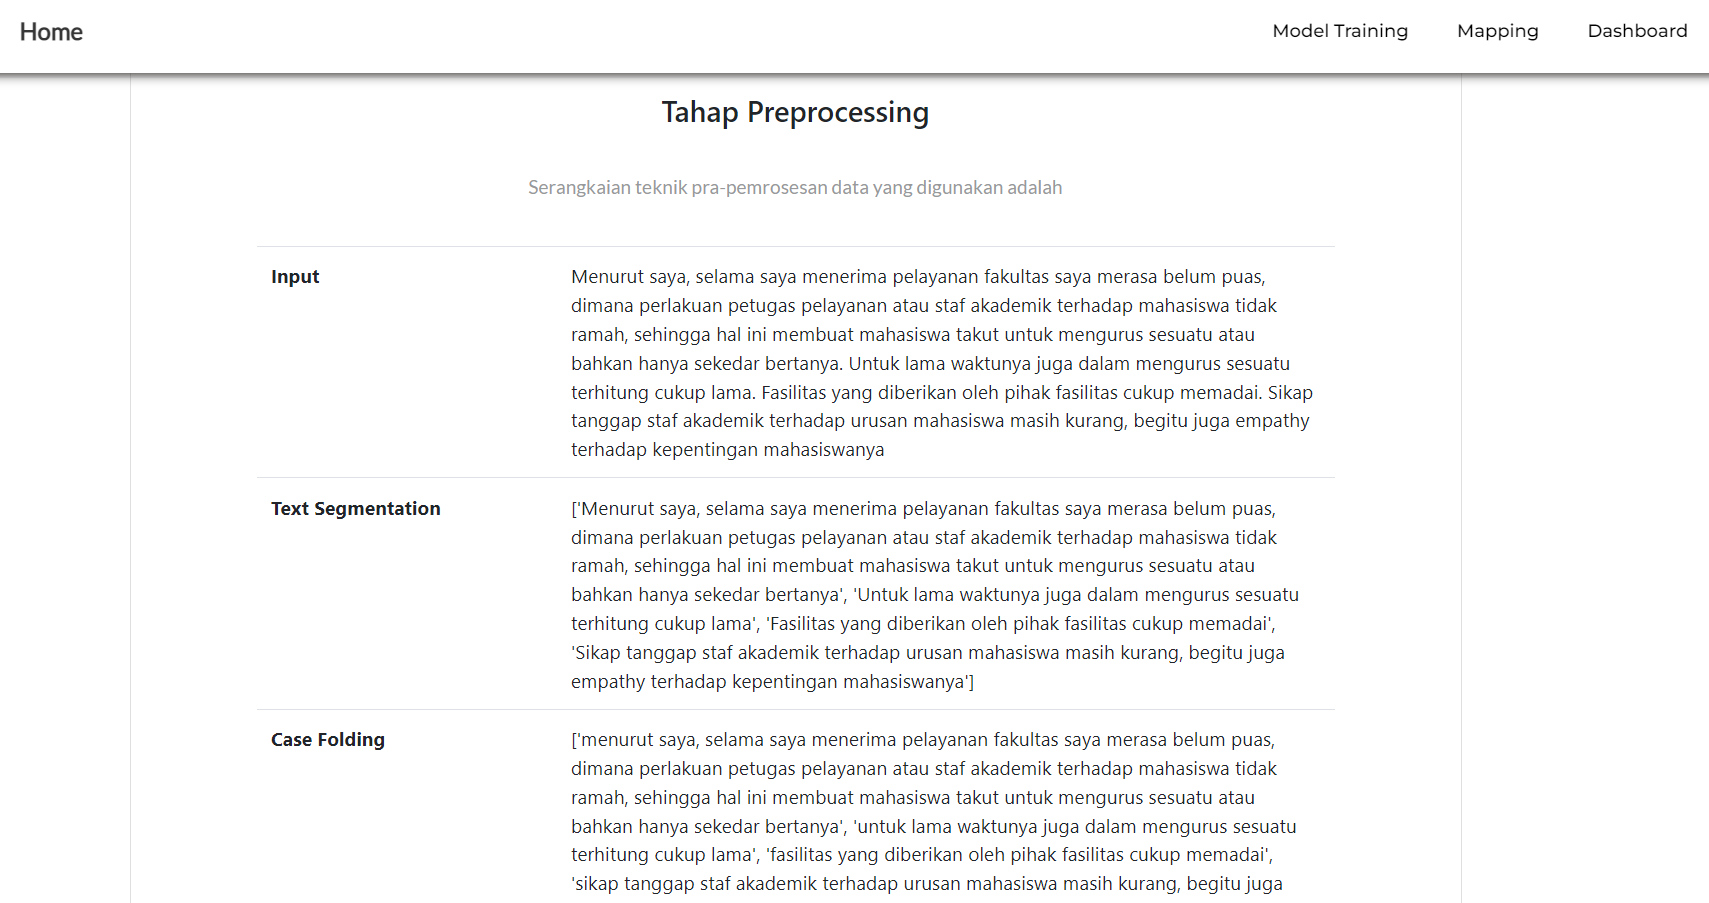 Home
Model Training
Mapping
Dashboard
Tahap Preprocessing
Serangkaian teknik pra-pemrosesan data yang digunakan adalah
Input
Menurut saya, selama saya menerima pelayanan fakultas saya merasa belum puas,
dimana perlakuan petugas pelayanan atau staf akademik terhadap mahasiswa tidak
ramah, sehingga hal ini membuat mahasiswa takut untuk mengurus sesuatu atau
bahkan hanya sekedar bertanya. Untuk lama waktunya juga dalam mengurus sesuatu
terhitung cukup lama. Fasilitas yang diberikan oleh pihak fasilitas cukup memadai. Sikap
tanggap staf akademik terhadap urusan mahasiswa masih kurang, begitu juga empathy
terhadap kepentingan mahasiswanya
Text Segmentation
['Menurut saya, selama saya menerima pelayanan fakultas saya merasa belum puas,
dimana perlakuan petugas pelayanan atau staf akademik terhadap mahasiswa tidak
ramah, sehingga hal ini membuat mahasiswa takut untuk mengurus sesuatu atau
bahkan hanya sekedar bertanya', 'Untuk lama waktunya juga dalam mengurus sesuatu
terhitung cukup lama', 'Fasilitas yang diberikan oleh pihak fasilitas cukup memadai',
'Sikap tanggap staf akademik terhadap urusan mahasiswa masih kurang, begitu juga
empathy terhadap kepentingan mahasiswanya']
Case Folding
['menurut saya, selama saya menerima pelayanan fakultas saya merasa belum puas,
dimana perlakuan petugas pelayanan atau staf akademik terhadap mahasiswa tidak
ramah, sehingga hal ini membuat mahasiswa takut untuk mengurus sesuatu atau
bahkan hanya sekedar bertanya', 'untuk lama waktunya juga dalam mengurus sesuatu
terhitung cukup lama', 'fasilitas yang diberikan oleh pihak fasilitas cukup memadai',
'sikap tanggap staf akademik terhadap urusan mahasiswa masih kurang, begitu juga